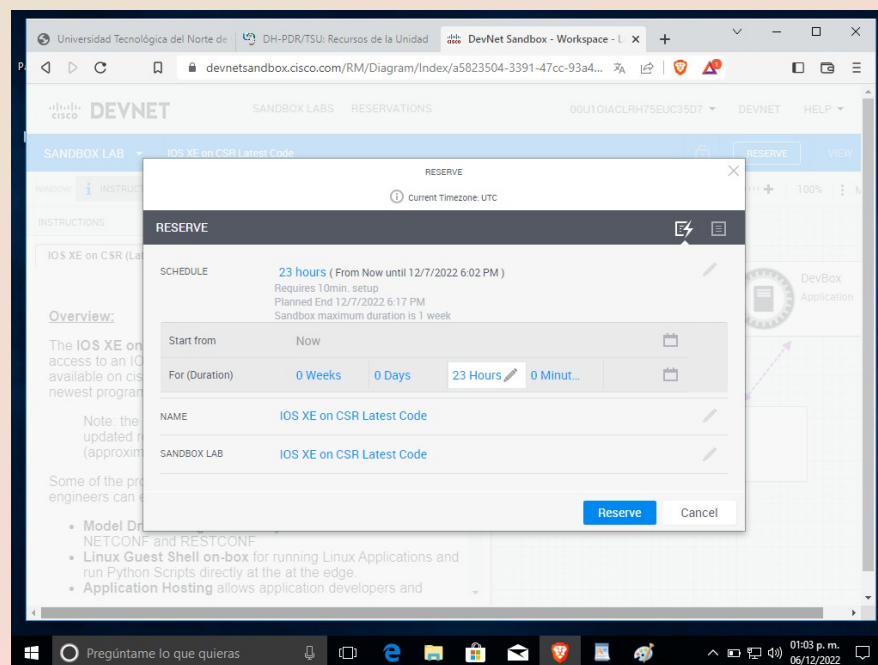 Universidad Tecnológica del Norte de
DH-PDR/TSU: Recursos de la Unidad
DevNet Sandbox - Workspace - L
devnetsandbox.cisco.com/RM/Diagram/Index/a5823504-3391-47cc-93a4...
CISCO DEVNET
SANDBOX LABS
RESERVATIONS
DEVNET
HELP
SANDBOX LAB
IOS XE on CSR Latest Code
RESERVE
VIEW
RESERVE
Current Timezone: UTC
WINDOW
INSTRUCT
100%
INSTRUCTIONS
RESERVE
IOS XE on CSR (Lat
SCHEDULE
23 hours ( From Now until 12/7/2022 6:02 PM )
Requires 10min. setup
Planned End 12/7/2022 6:17 PM
Sandbox maximum duration is 1 week
DevBox
Application
Overview:
Start from
Now
The IOS XE on
access to an IO
available on cis
newest program
For (Duration)
0 Weeks
0 Days
23 Hours
0 Minut...
NAME
IOS XE on CSR Latest Code
Note: the
updated r
(approxim
SANDBOX LAB
IOS XE on CSR Latest Code
Some of the pro
engineers can e
Reserve
Cancel
Model Dr
NETCONF and RESTCONF
Linux Guest Shell on-box for running Linux Applications and
run Python Scripts directly at the at the edge.
Application Hosting allows application developers and
Pregúntame lo que quieras
01:03 p. m.
06/12/2022